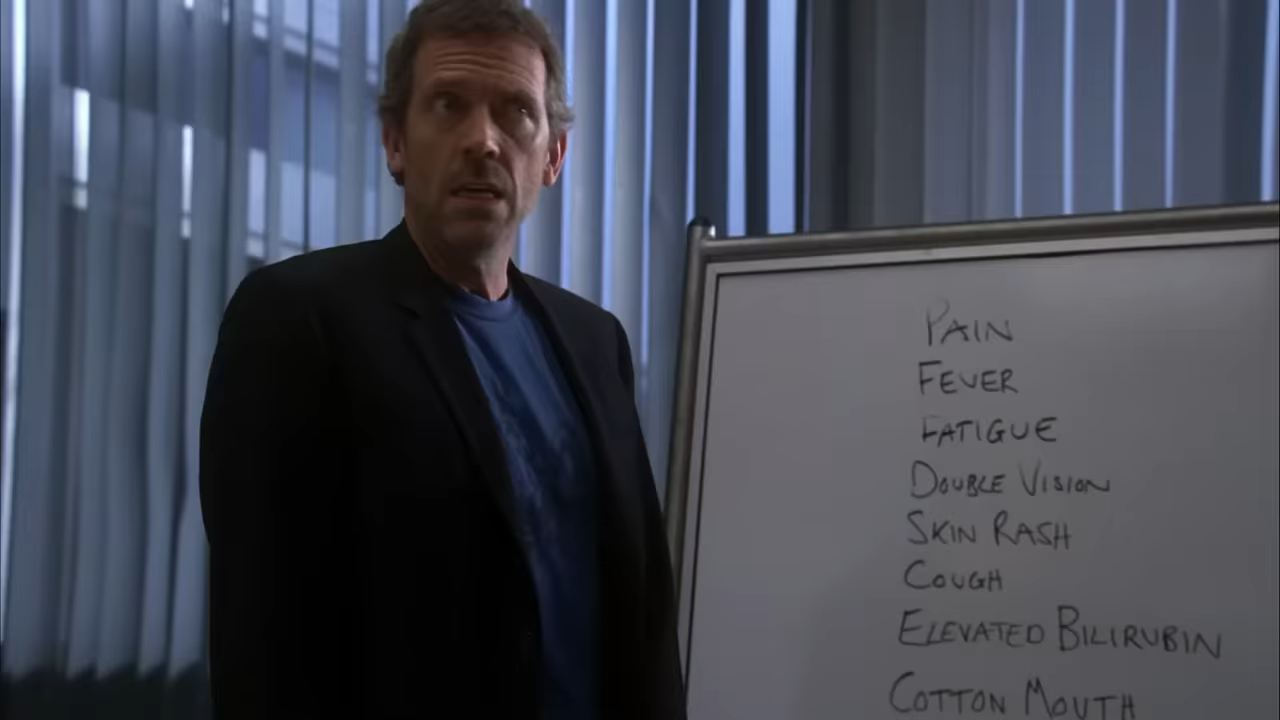 PAIN
FEVER
FATIGUE
DOUBLE VISION
SKIN RASH
COUGH
ELEVATED BILIRUBIN
COTTON MOUTH